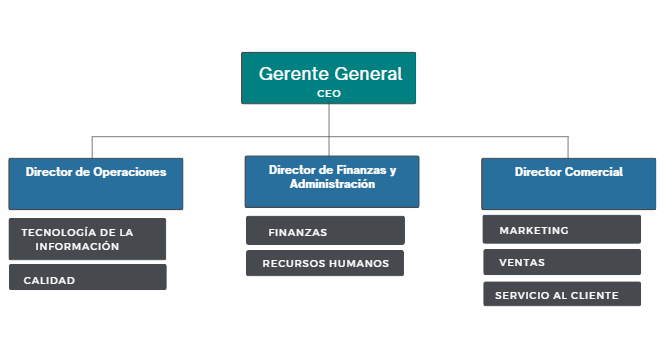 Gerente General
CEO
Director de Operaciones
TECNOLOGÍA DE LA
INFORMACIÓN
CALIDAD
Director de Finanzas y
Administración
FINANZAS
RECURSOS HUMANOS
Director Comercial
MARKETING
VENTAS
SERVICIO AL CLIENTE